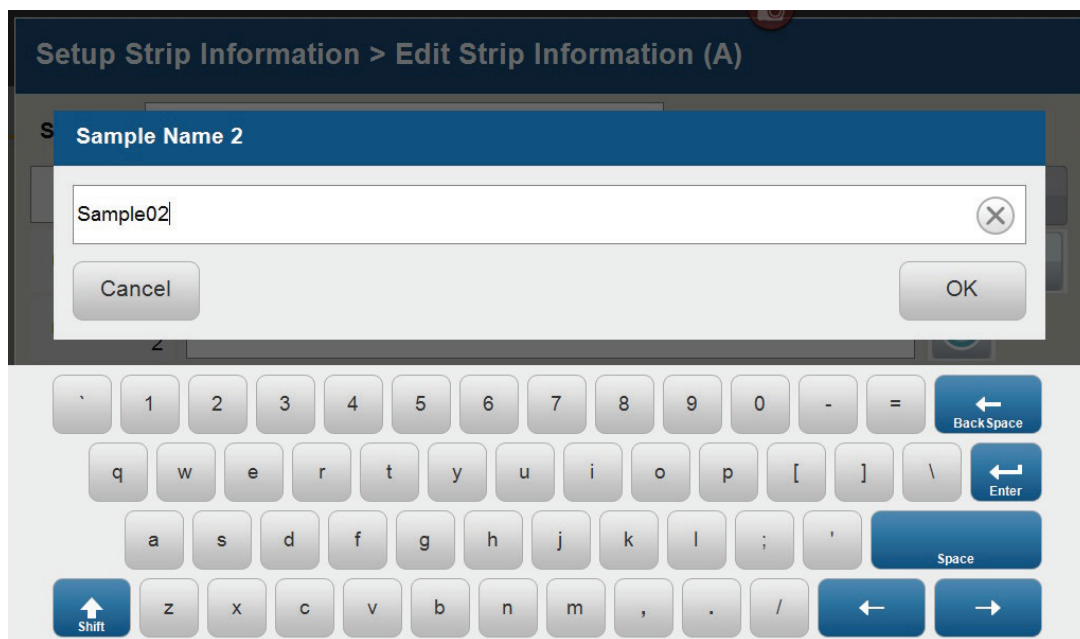 Setup Strip Information > Edit Strip Information (A)
S
Sample Name 2
Sample02
Cancel OK
2
` 1 2 3 4 5 6 7 8 9 0 - = BackSpace
q w e r t y u i o p [ ] \ Enter
a s d f g h j k l ; ' Space
Shift z x c v b n m , . /